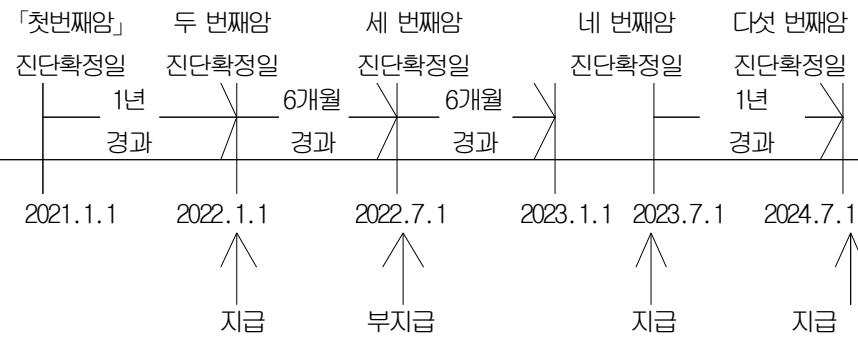 「첫번째암」 두 번째암 세 번째암 네 번째암 다섯 번째암
진단확정일 진단확정일 진단확정일 진단확정일 진단확정일
1년 6개월 6개월 1년
경과 경과 경과 경과
2021.1.1 2022.1.1 2022.7.1 2023.1.1 2023.7.1 2024.7.1
지급 부지급 지급 지급